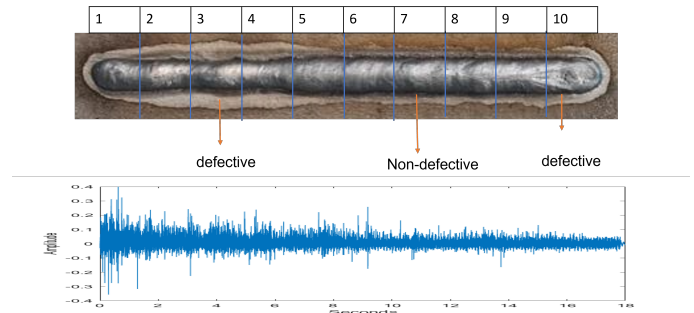 1 2 3 4 5 6 7 8 9 10
defective
Non-defective
defective
0.4
0.3
0.2
0.1
0
-0.1
-0.2
-0.3
-0.4
Amplitude
0 2 4 6 8 10 12 14 16 18
Seconds